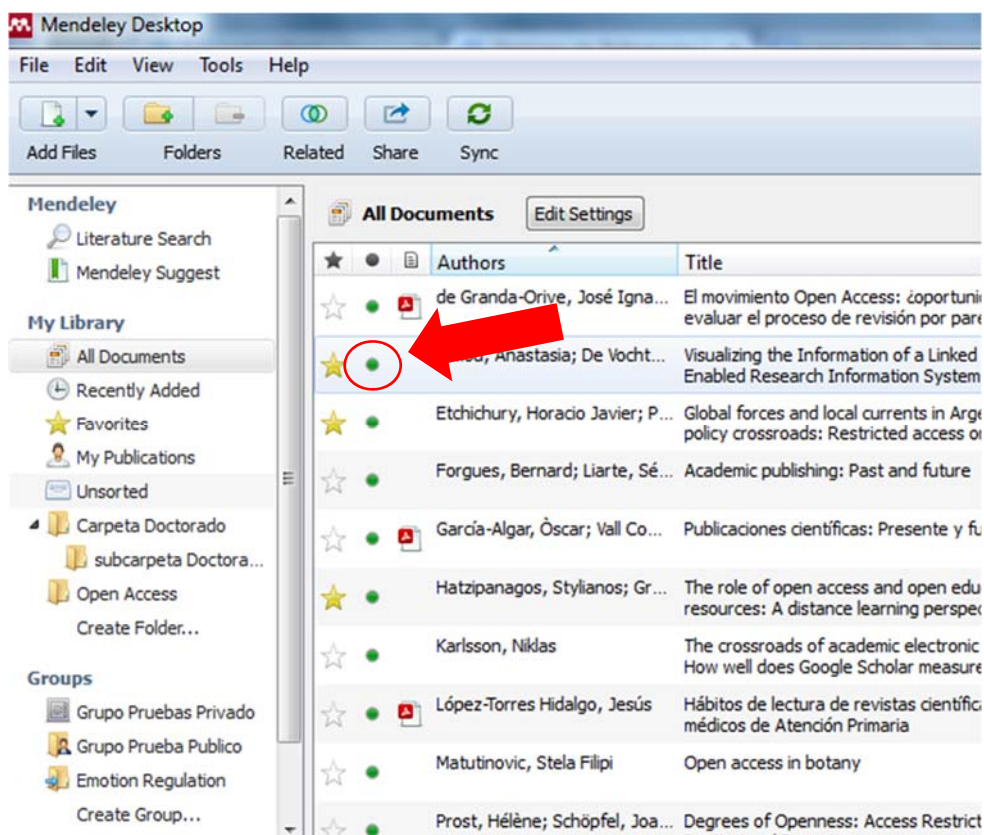 Mendeley Desktop
File Edit View Tools Help
Add Files Folders Related Share Sync
Mendeley
Literature Search
Mendeley Suggest
My Library
All Documents
Recently Added
Favorites
My Publications
Unsorted
Carpeta Doctorado
subcarpeta Doctora...
Open Access
Create Folder...
Groups
Grupo Pruebas Privado
Grupo Prueba Publico
Emotion Regulation
Create Group...
All Documents Edit Settings
Authors Title
de Granda-Orive, José Igna... El movimiento Open Access: ¿oportuni
evaluar el proceso de revisión por pare
Anastasia; De Vocht... Visualizing the Information of a Linked
Enabled Research Information System
Etchichury, Horacio Javier; P... Global forces and local currents in Arge
policy crossroads: Restricted access or
Forgues, Bernard; Liarte, Sé... Academic publishing: Past and future
García-Algar, Òscar; Vall Co... Publicaciones científicas: Presente y fu
Hatzipanagos, Stylianos; Gr... The role of open access and open edu
resources: A distance learning perspec
Karlsson, Niklas The crossroads of academic electronic
How well does Google Scholar measure
López-Torres Hidalgo, Jesús Hábitos de lectura de revistas científica
médicos de Atención Primaria
Matutinovic, Stela Filipi Open access in botany
Prost, Hélène; Schöpfel, Joa... Degrees of Openness: Access Restrict